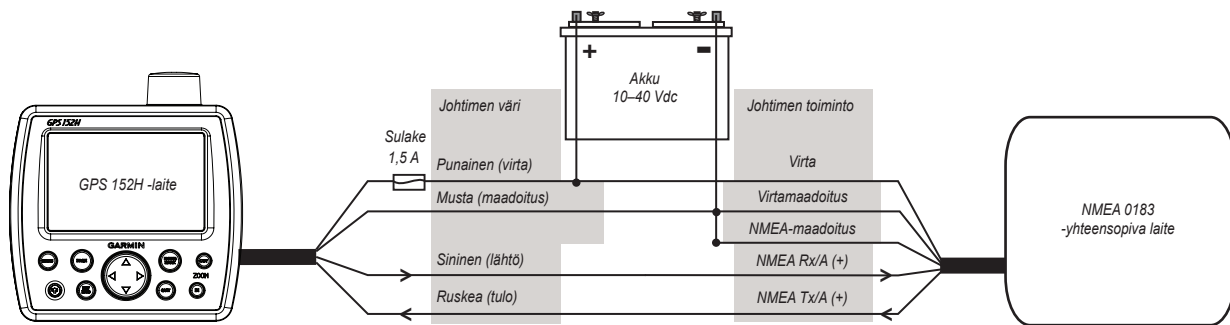 GPS 152H
GPS 152H -laite
GARMIN
ZOOM
Sulake
1,5 A
Johtimen väri
Punainen (virta)
Musta (maadoitus)
Sininen (lähtö)
Ruskea (tulo)
+
–
Akku
10–40 Vdc
Johtimen toiminto
Virta
Virtamaadoitus
NMEA-maadoitus
NMEA Rx/A (+)
NMEA Tx/A (+)
NMEA 0183
-yhteensopiva laite